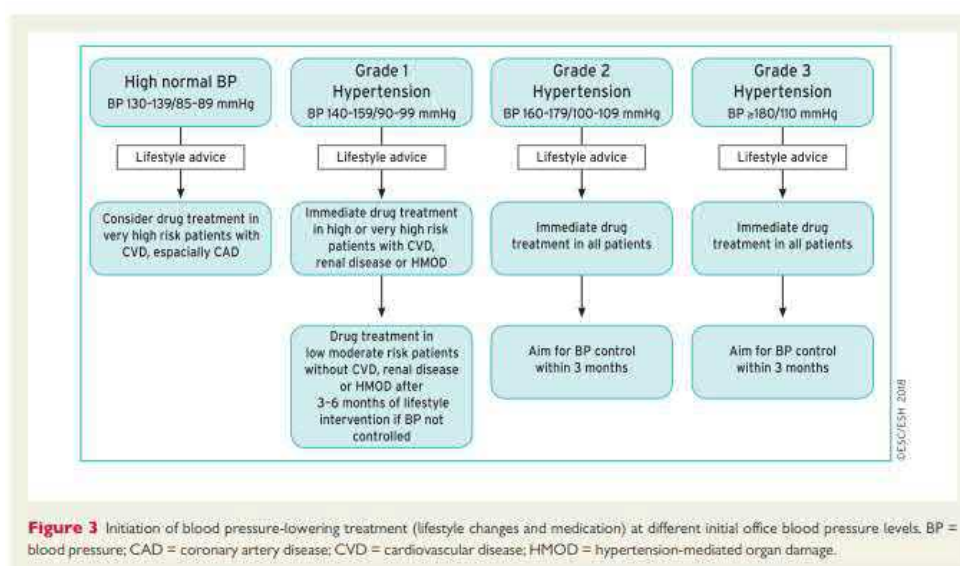 High normal BP
BP 130-139/85-89 mmHg
Lifestyle advice
Consider drug treatment in
very high risk patients with
CVD, espacially CAD
Grade 1
Hypertension
BP 140-159/90-99 mmHg
Lifestyle advice
Immediate drug treatment
in high or very high risk
patients with CVD,
renal disease or HMOD
Drug treatment in
low moderate risk patients
without CVD, renal disease
or HMOD after
3-6 months of lifestyle
intervention if BP not
controlled
Grade 2
Hypertension
BP 160-179/100-109 mmHg
Lifestyle advice
Immediate drug
treatment in all patients
Aim for BP control
within 3 months
Grade 3
Hypertension
BP ≥180/110 mmHg
Lifestyle advice
Immediate drug
treatment in all patients
Aim for BP control
within 3 months
©ESC/ESH 2018
Figure 3 Initiation of blood pressure-lowering treatment (lifestyle changes and medication) at different initial office blood pressure levels. BP =
blood pressure; CAD = coronary artery disease; CVD = cardiovascular disease; HMOD = hypertension-mediated organ damage.